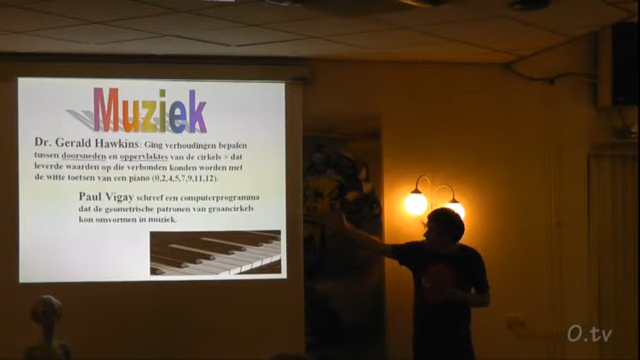 Muziek
Dr. Gerald Hawkins: Ging verhoudingen bepalen
tussen doorsneden en oppervlaktes van de cirkels > dat
leverde waarden op die verbonden konden worden met
de witte toetsen van een piano (0,2,4,5,7,9,11,12).
Paul Vigay schreef een computerprogramma
dat de geometrische patronen van graancirkels
kon omvormen in muziek.
O.tv